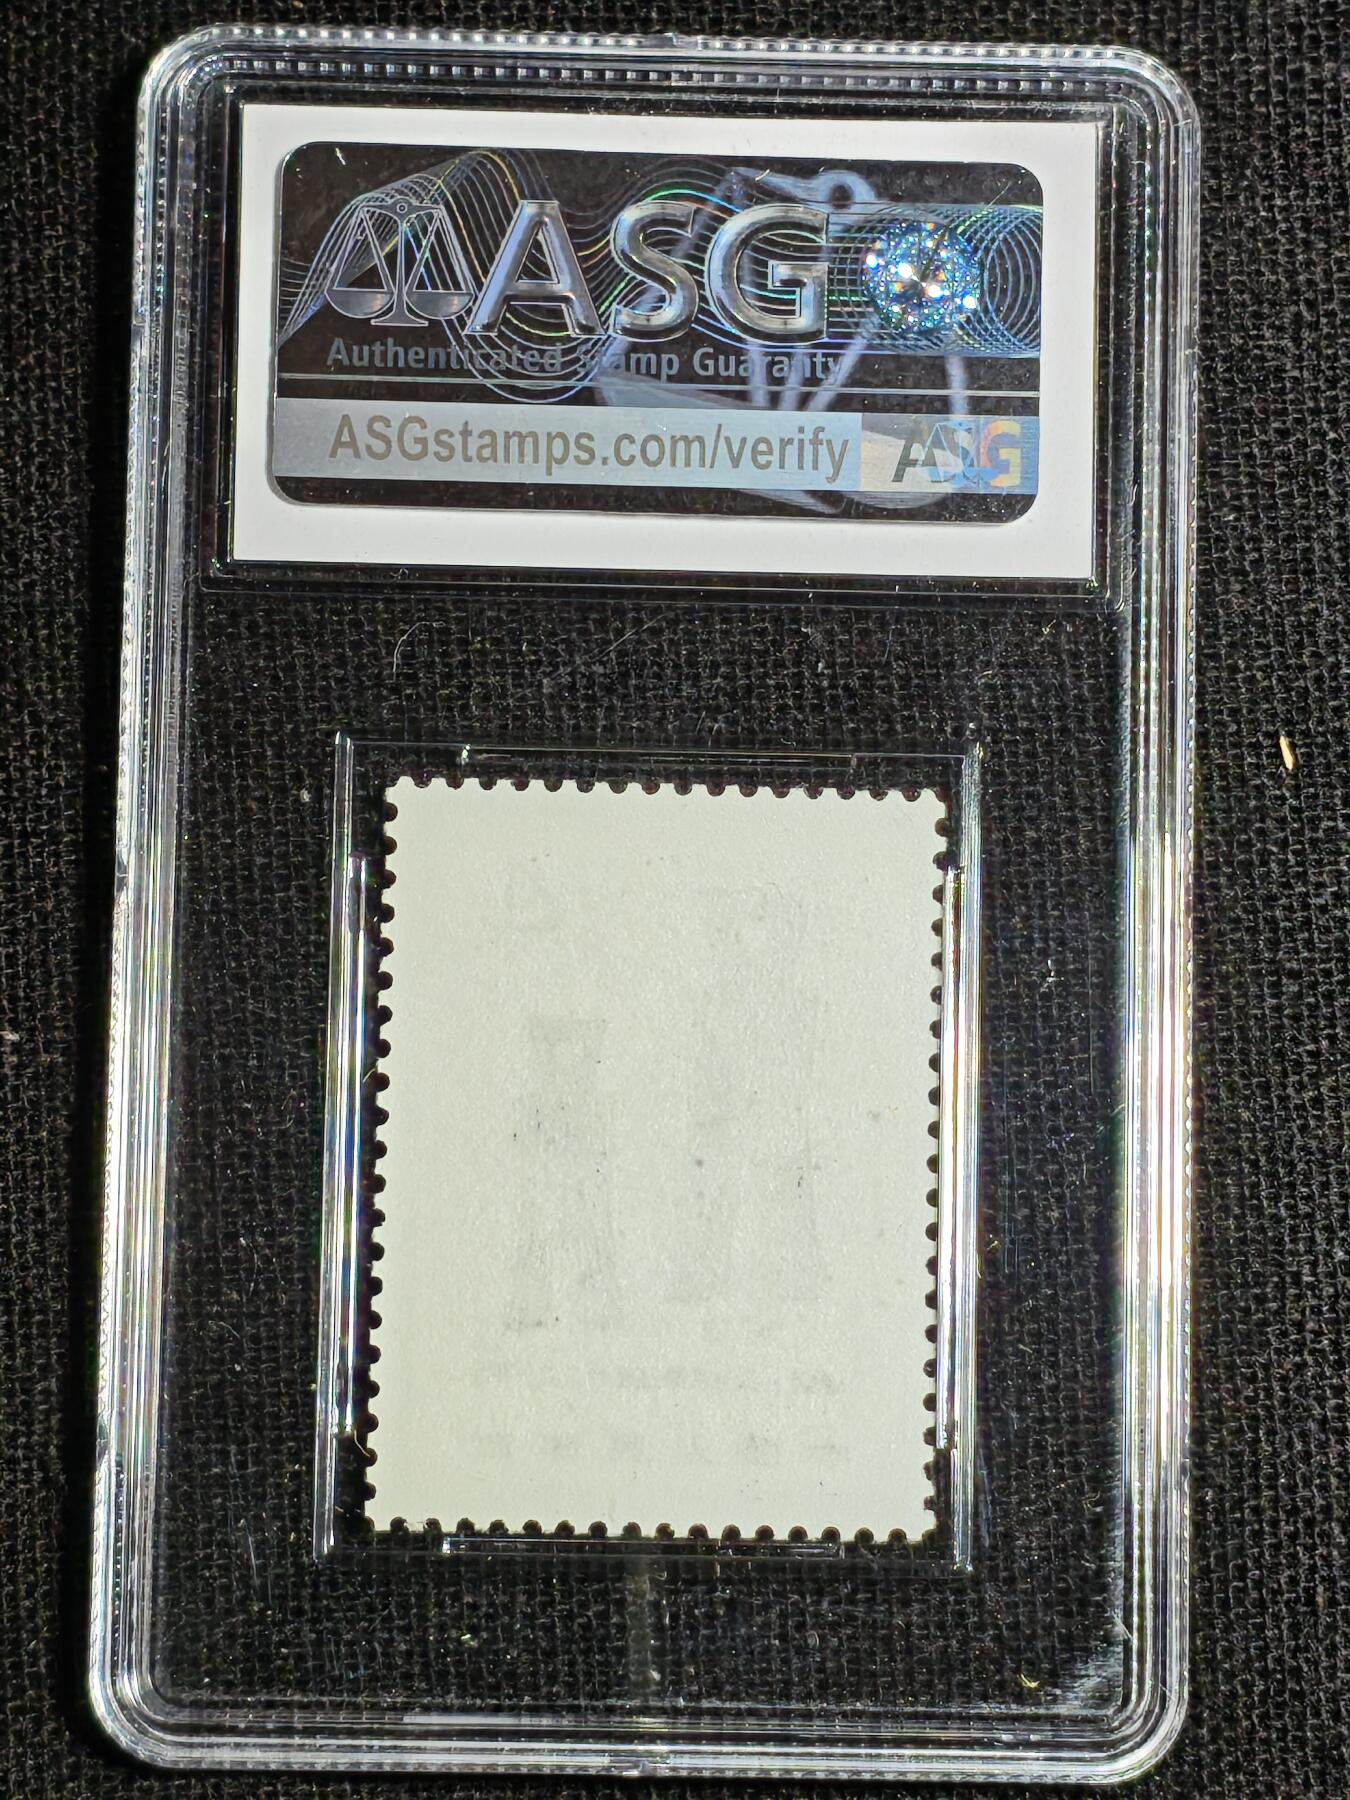 ASG
Authenticated Stamp Guaranty
ASGstamps.com/verify ASG